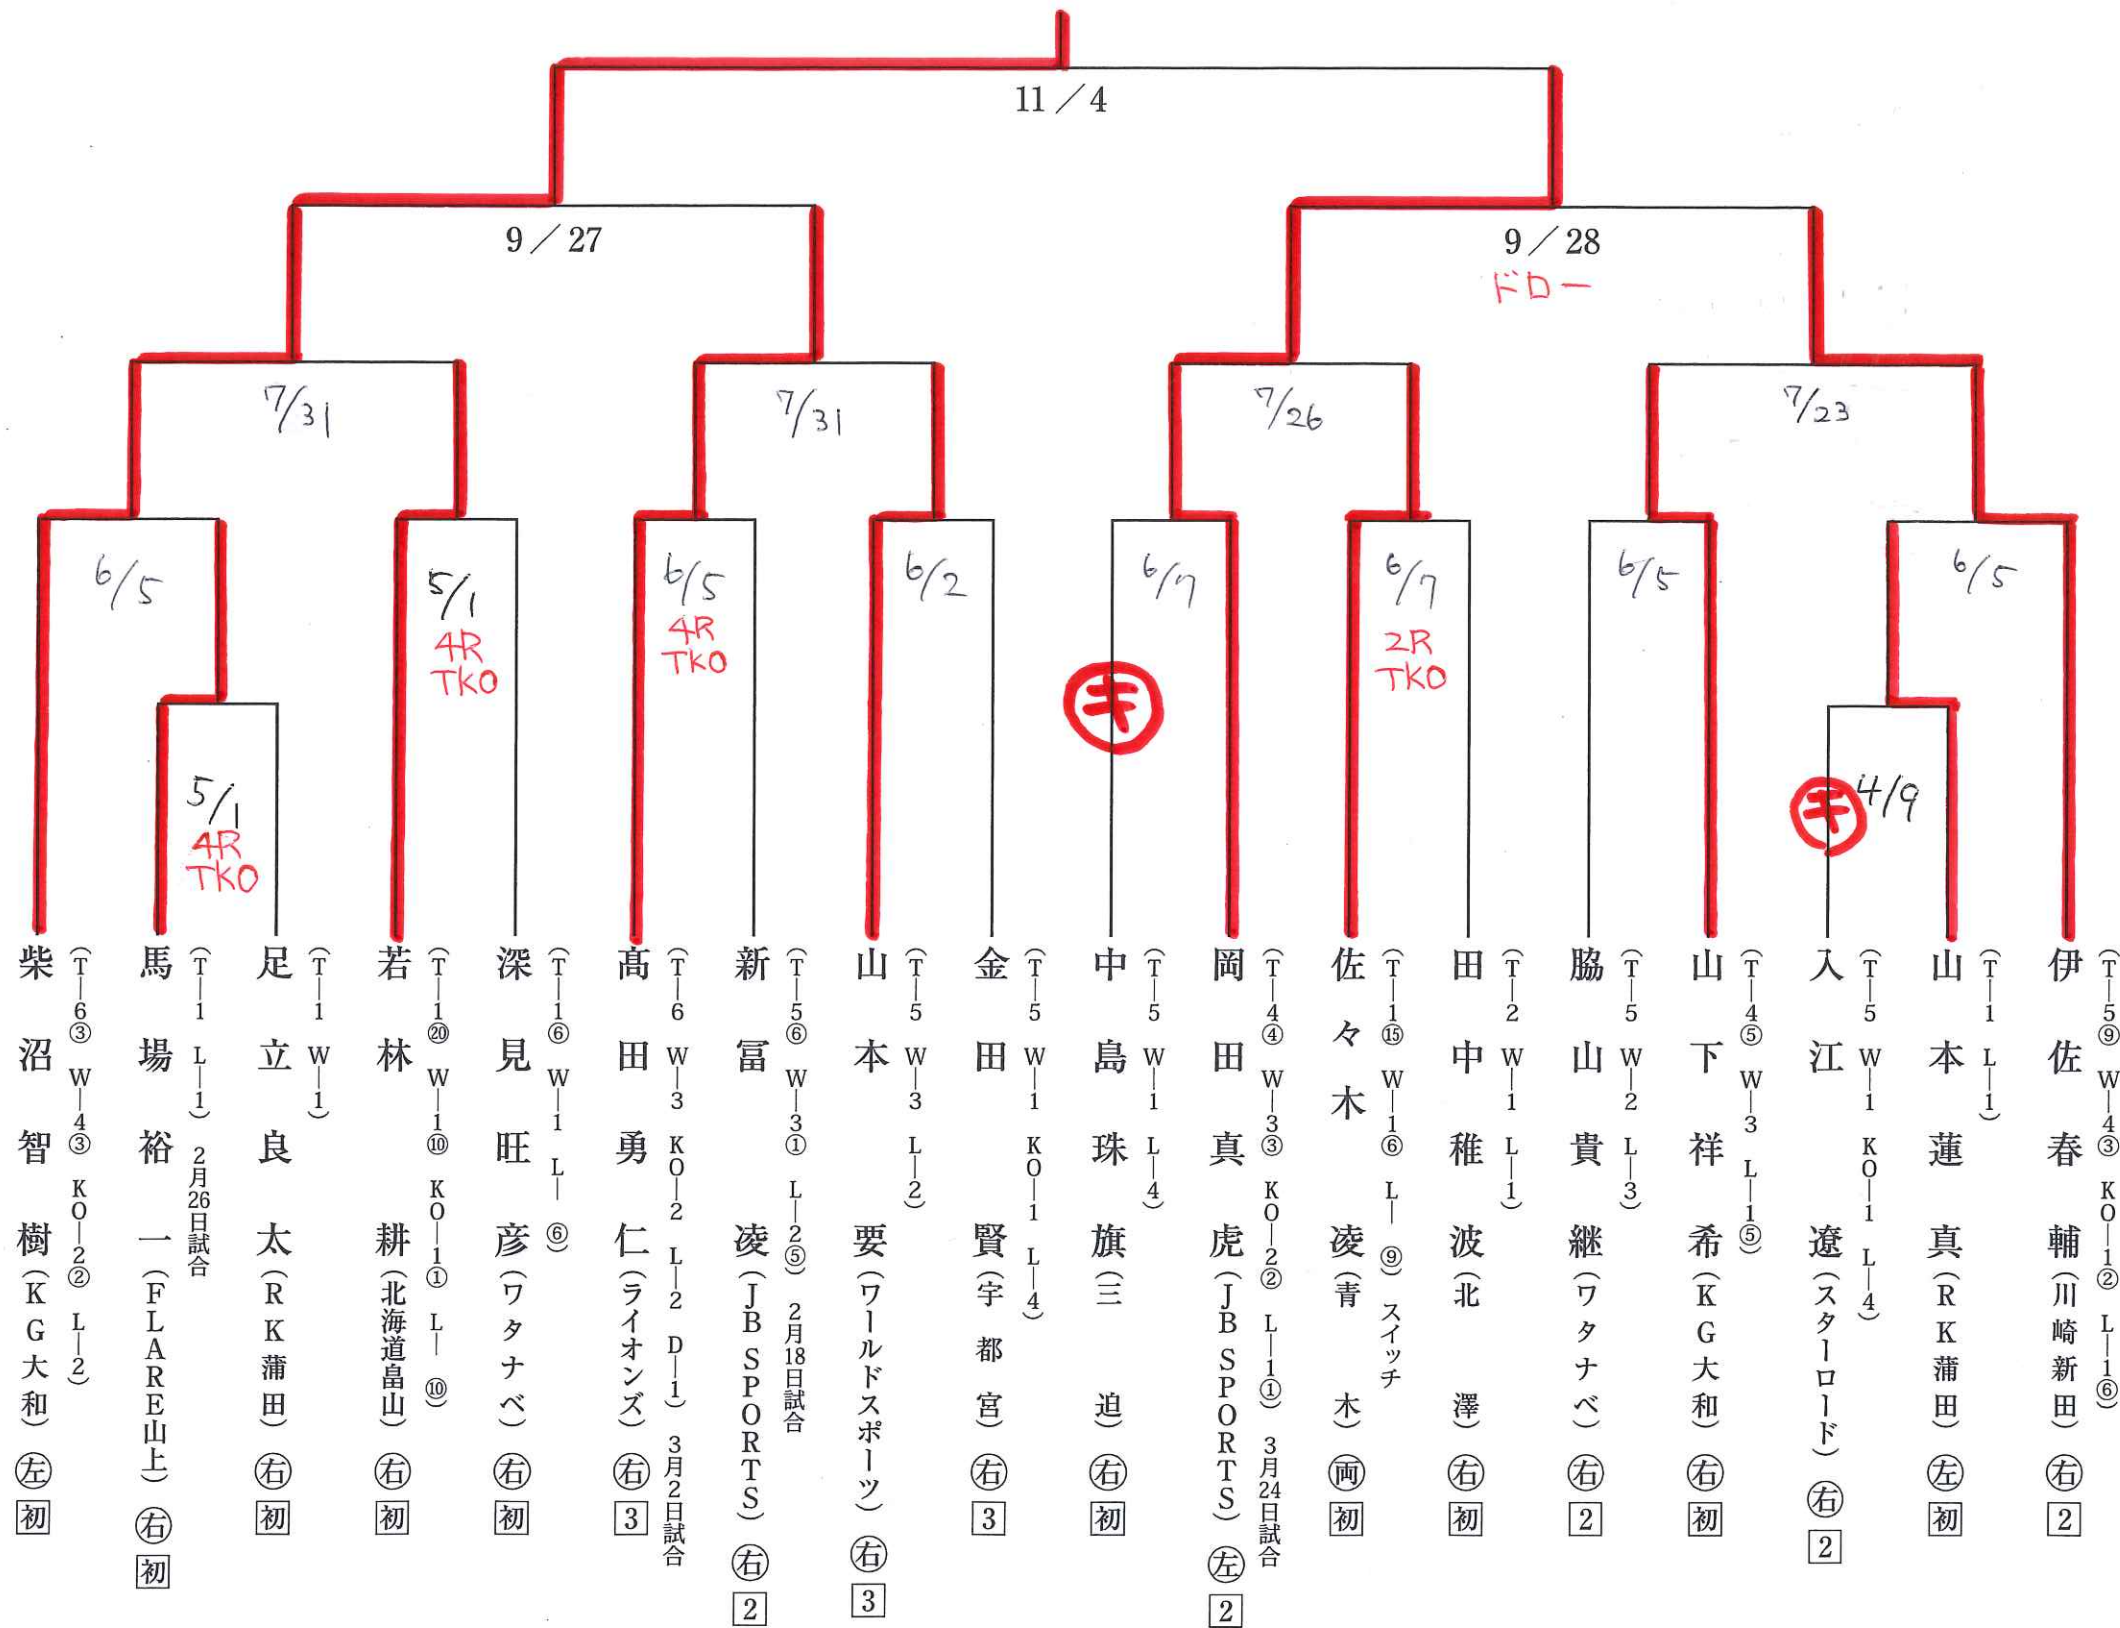 11／4
9／27
9／28
ドロー
7/31
7/31
7/26
7/23
6/5
5/1
4R
TKO
6/5
4R
TKO
6/2
6/7
6/7
2R
TKO
6/5
6/5
キ
5/1
4R
TKO
キ
4/9
柴沼智樹（KG大和）左 初
（T—6③ W—4③ KO—2② L—2）
馬場裕一（FLARE山上）右 初
（T—1 L—1） 2月26日試合
足立良太（RK蒲田）右 初
（T—1 W—1）
若林耕（北海道畠山）右 初
（T—1⑳ W—1⑩ KO—1① L—⑩）
深見旺彦（ワタナベ）右 初
（T—1⑥ W—1 L—⑥）
髙田勇仁（ライオンズ）右 3
（T—6 W—3 KO—2 L—2 D—1） 3月2日試合
新冨凌（JB SPORTS）右 2
（T—5⑥ W—3① L—2⑤） 2月18日試合
山本要（ワールドスポーツ）右 3
（T—5 W—3 L—2）
金田賢（宇都宮）右 3
（T—5 W—1 KO—1 L—4）
中島珠旗（三迫）右 初
（T—5 W—1 L—4）
岡田真虎（JB SPORTS）左 2
（T—4④ W—3③ KO—2② L—1①） 3月24日試合
佐々木凌（青木）両 初
（T—1⑮ W—1⑥ L—⑨） スイッチ
田中稚波（北澤）右 初
（T—2 W—1 L—1）
脇山貴継（ワタナベ）右 2
（T—5 W—2 L—3）
山下祥希（KG大和）右 初
（T—4⑤ W—3 L—1⑤）
入江遼（スターロード）右 2
（T—5 W—1 KO—1 L—4）
山本蓮真（RK蒲田）左 初
（T—1 L—1）
伊佐春輔（川崎新田）右 2
（T—5⑨ W—4③ KO—1② L—1⑥）